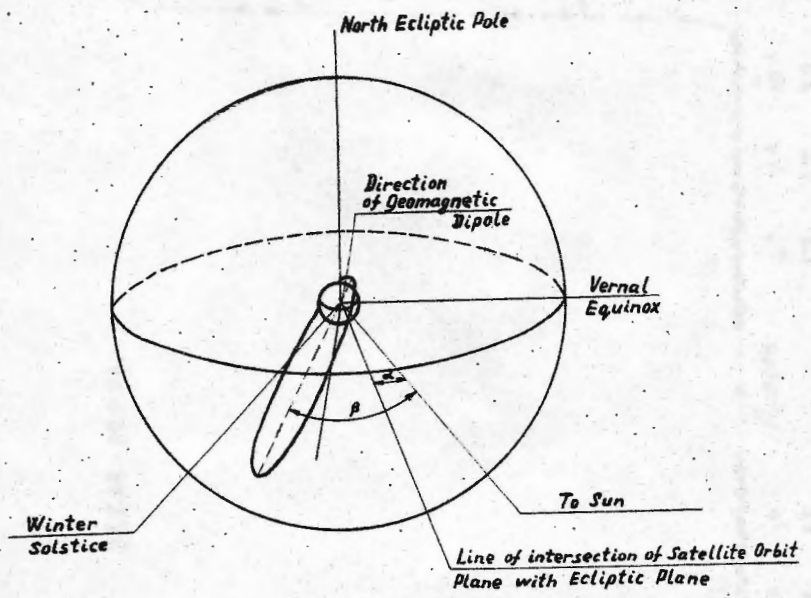 North Ecliptic Pole
Direction
of Geomagnetic
Dipole
Vernal
Equinox
α
β
To Sun
Winter
Solstice
Line of intersection of Satellite Orbit
Plane with Ecliptic Plane